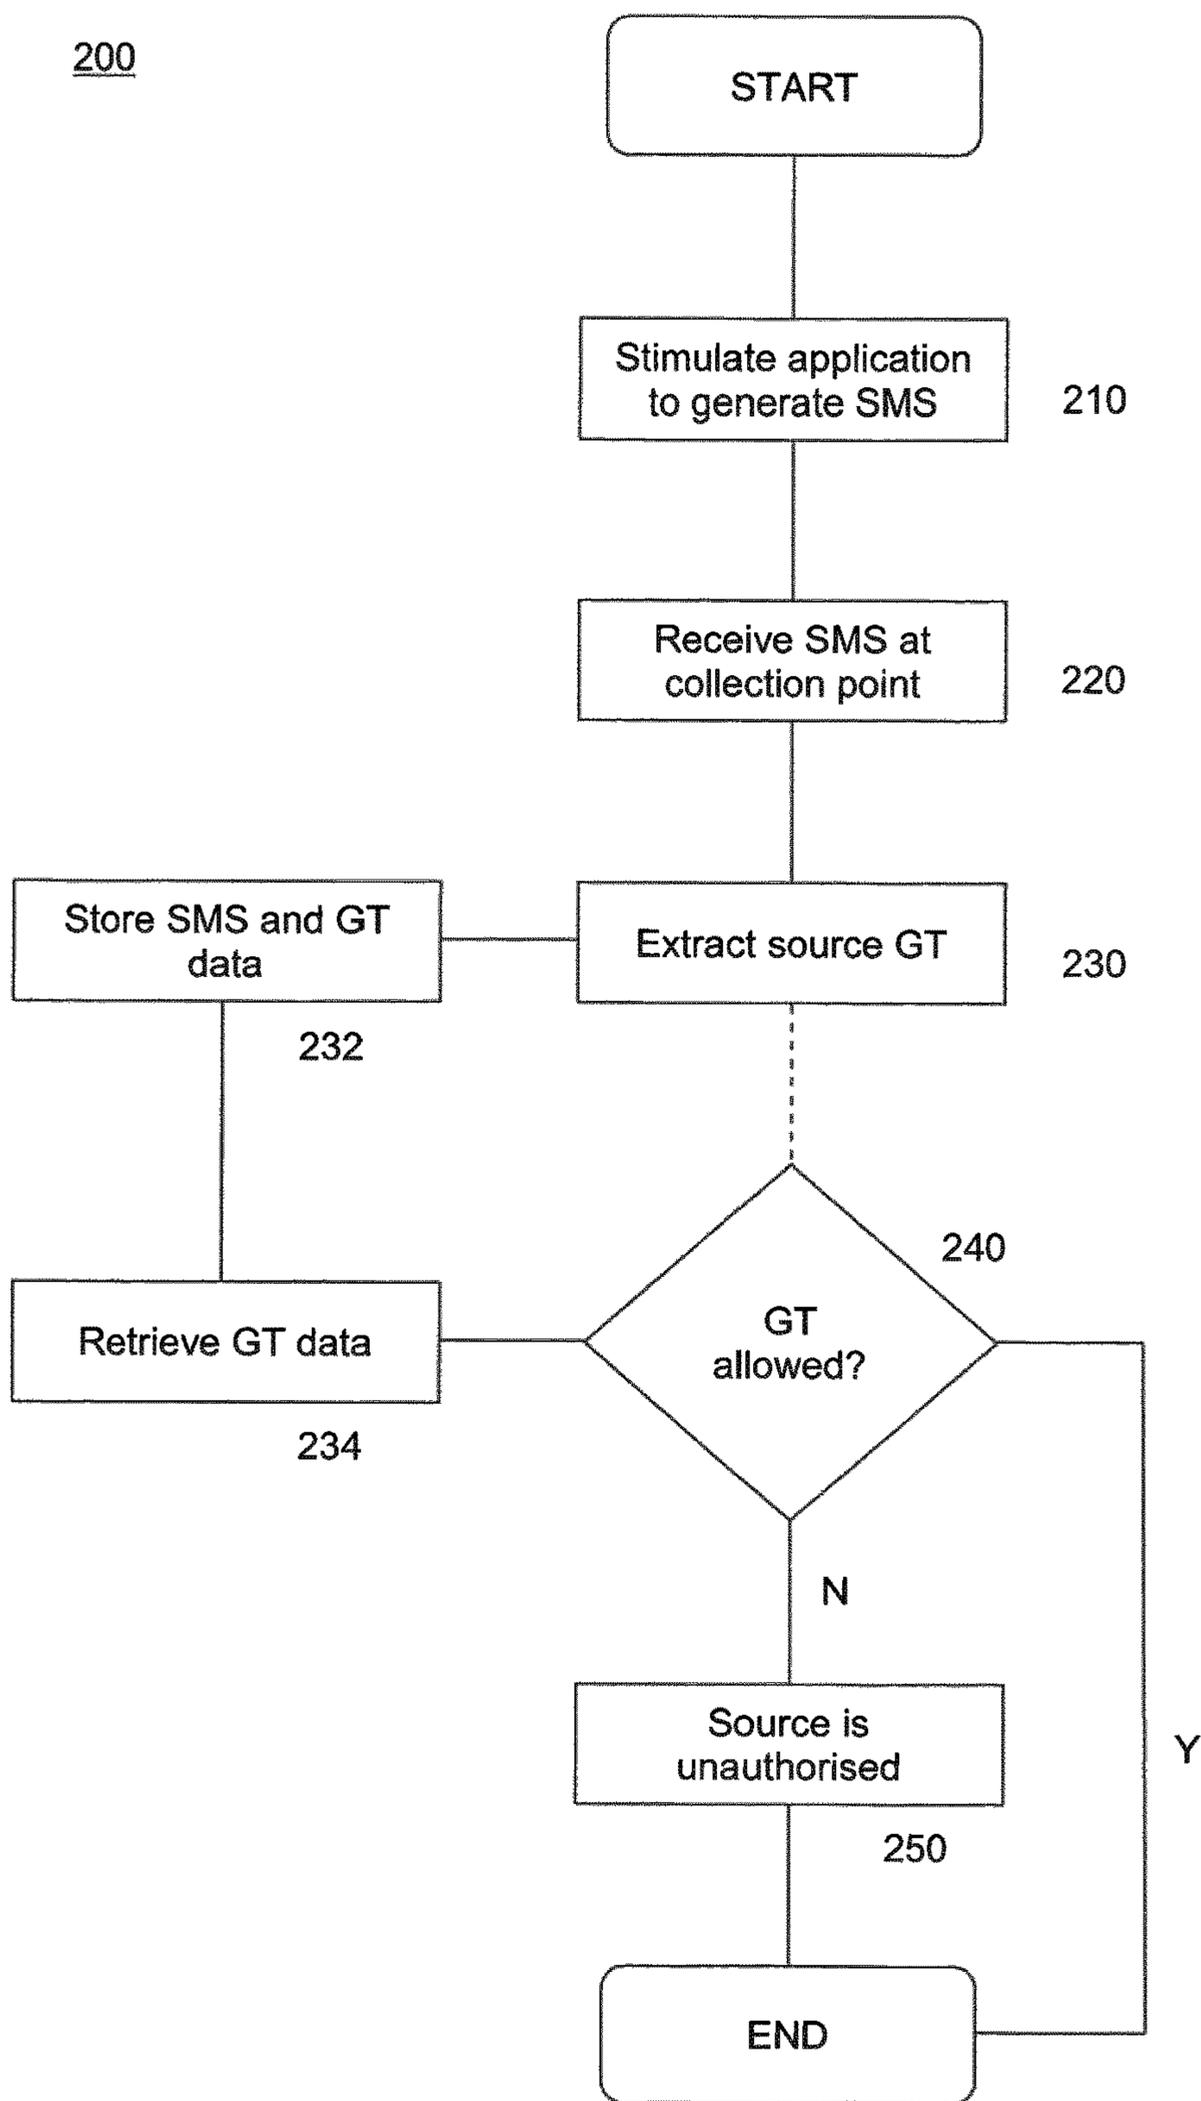 200
START
Stimulate application
to generate SMS
210
Receive SMS at
collection point
220
Store SMS and GT
data
232
Extract source GT
230
240
GT
allowed?
Retrieve GT data
234
N
Source is
unauthorised
250
Y
END